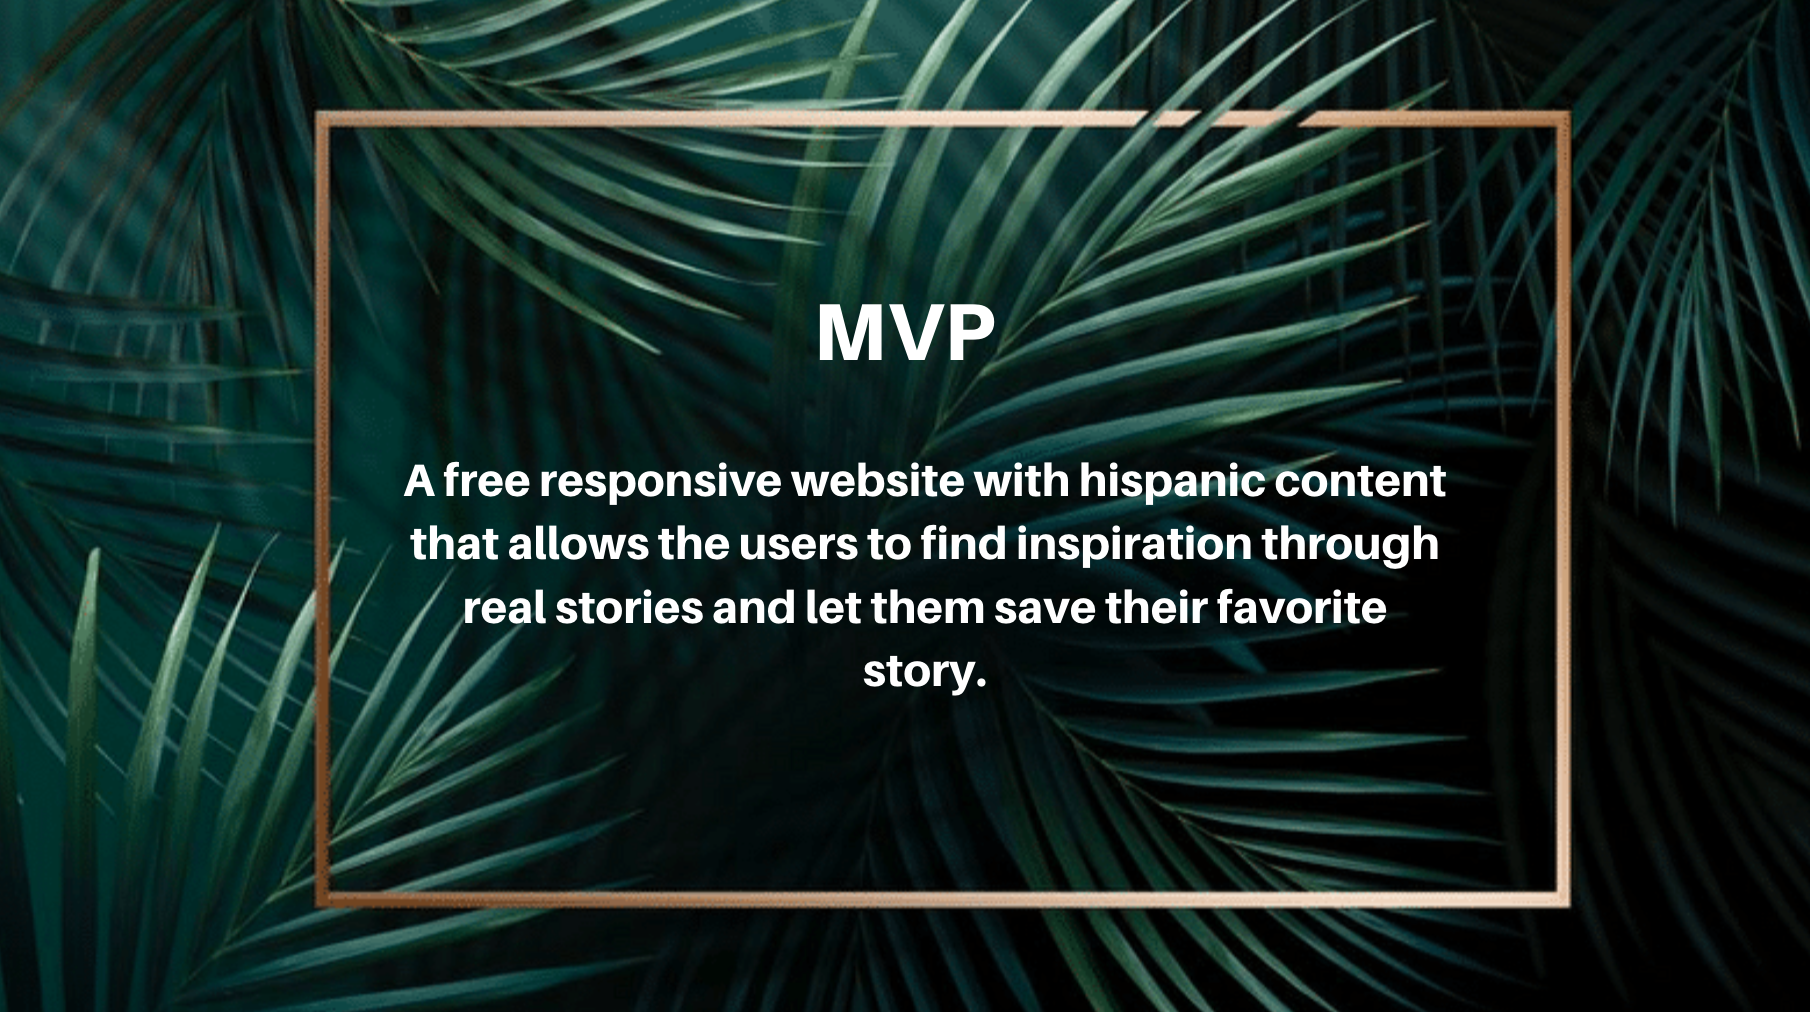 MVP
A free responsive website with hispanic content
that allows the users to find inspiration through
real stories and let them save their favorite
story.